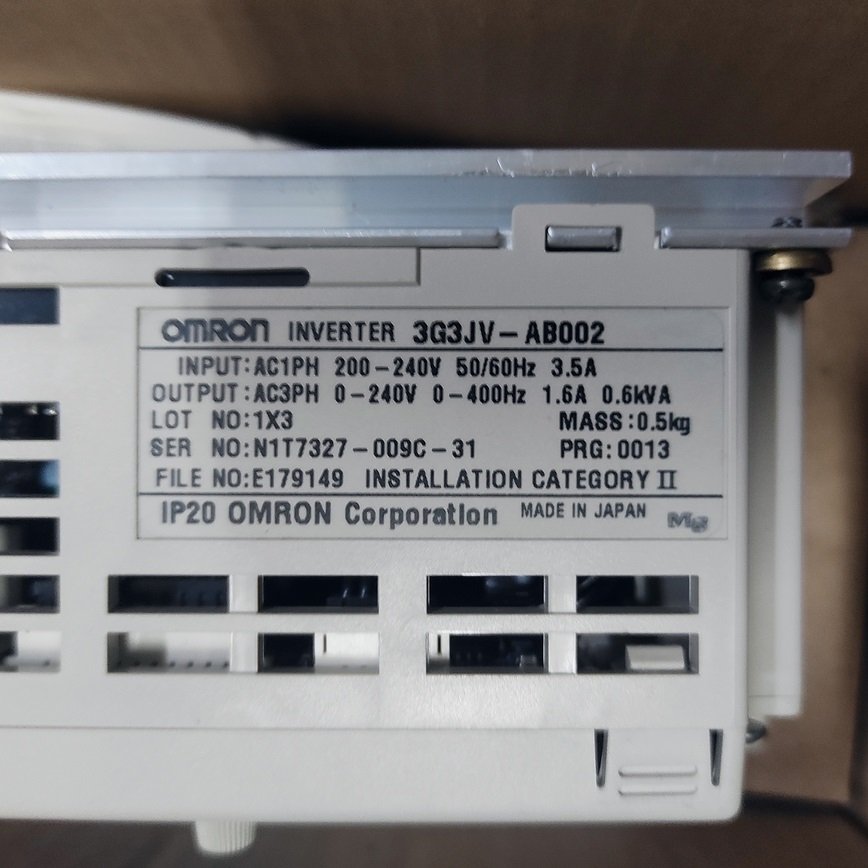 OMRON INVERTER 3G3JV-AB002
INPUT:AC1PH 200-240V 50/60Hz 3.5A
OUTPUT:AC3PH 0-240V 0-400Hz 1.6A 0.6kVA
LOT NO:1X3 MASS:0.5kg
SER NO:N1T7327-009C-31 PRG:0013
FILE NO:E179149 INSTALLATION CATEGORY II
IP20 OMRON Corporation MADE IN JAPAN